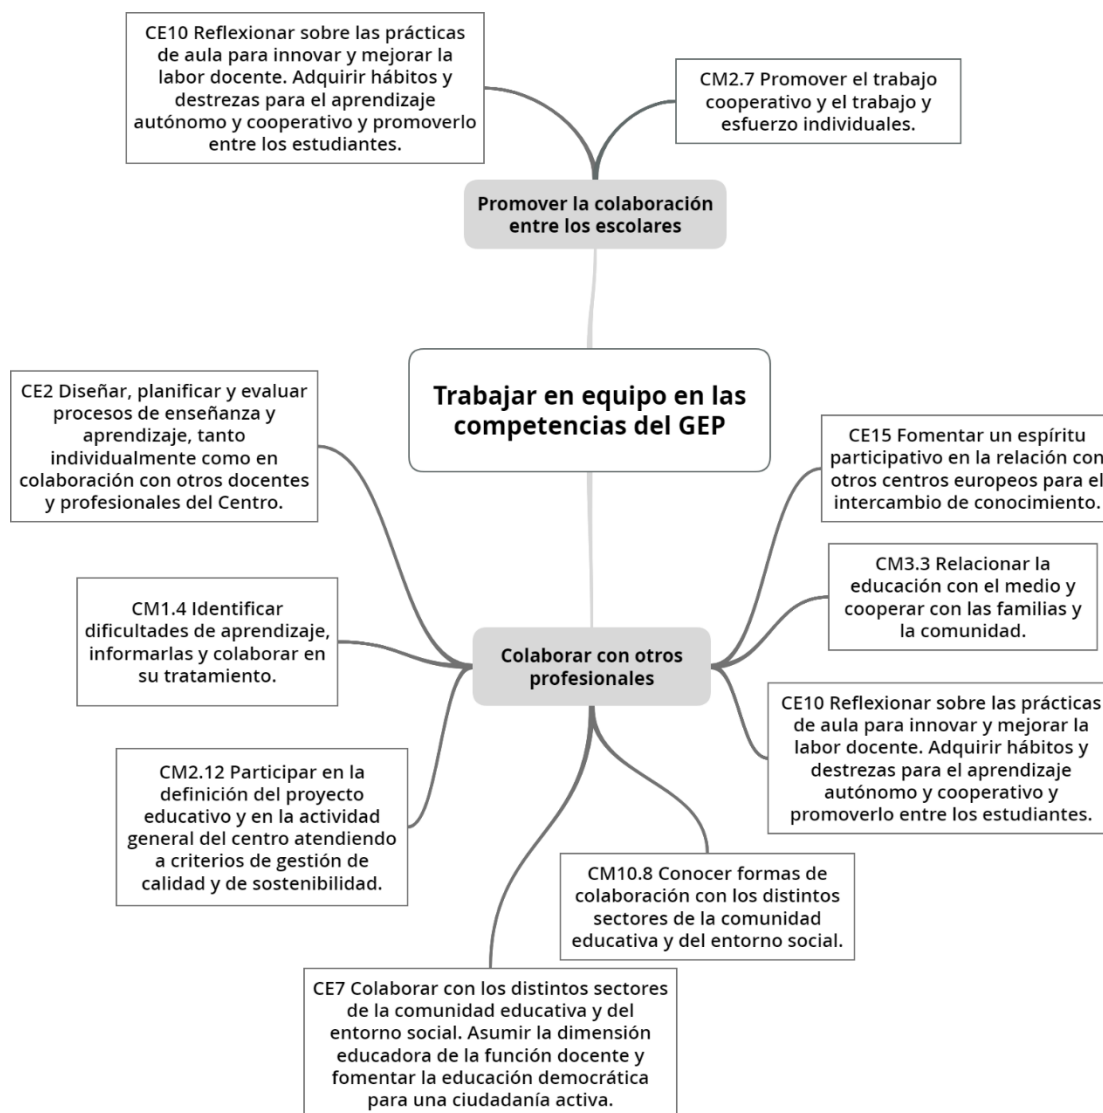 CE10 Reflexionar sobre las prácticas
de aula para innovar y mejorar la
labor docente. Adquirir hábitos y
destrezas para el aprendizaje
autónomo y cooperativo y promoverlo
entre los estudiantes.
CM2.7 Promover el trabajo
cooperativo y el trabajo y
esfuerzo individuales.
Promover la colaboración
entre los escolares
Trabajar en equipo en las
competencias del GEP
CE2 Diseñar, planificar y evaluar
procesos de enseñanza y
aprendizaje, tanto
individualmente como en
colaboración con otros docentes
y profesionales del Centro.
CE15 Fomentar un espíritu
participativo en la relación con
otros centros europeos para el
intercambio de conocimiento.
CM1.4 Identificar
dificultades de aprendizaje,
informarlas y colaborar en
su tratamiento.
CM3.3 Relacionar la
educación con el medio y
cooperar con las familias y
la comunidad.
Colaborar con otros
profesionales
CE10 Reflexionar sobre las prácticas
de aula para innovar y mejorar la
labor docente. Adquirir hábitos y
destrezas para el aprendizaje
autónomo y cooperativo y
promoverlo entre los estudiantes.
CM2.12 Participar en la
definición del proyecto
educativo y en la actividad
general del centro atendiendo
a criterios de gestión de
calidad y de sostenibilidad.
CM10.8 Conocer formas de
colaboración con los distintos
sectores de la comunidad
educativa y del entorno social.
CE7 Colaborar con los distintos sectores
de la comunidad educativa y del
entorno social. Asumir la dimensión
educadora de la función docente y
fomentar la educación democrática
para una ciudadanía activa.